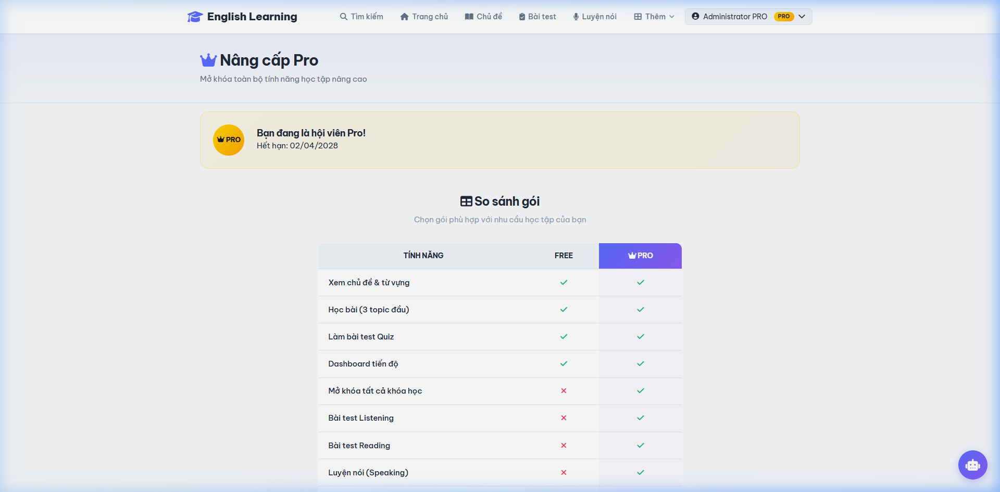 English Learning
Tìm kiếm
Trang chủ
Chủ đề
Bài test
Luyện nói
Thêm
Administrator PRO
PRO
Nâng cấp Pro
Mở khóa toàn bộ tính năng học tập nâng cao
PRO
Bạn đang là hội viên Pro!
Hết hạn: 02/04/2028
So sánh gói
Chọn gói phù hợp với nhu cầu học tập của bạn
TÍNH NĂNG FREE PRO
Xem chủ đề & từ vựng
Học bài (3 topic đầu)
Làm bài test Quiz
Dashboard tiến độ
Mở khóa tất cả khóa học
Bài test Listening
Bài test Reading
Luyện nói (Speaking)